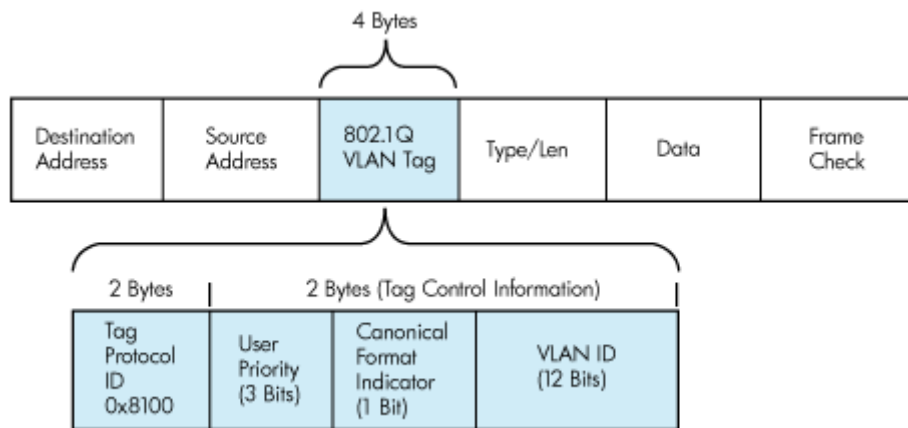 4 Bytes
Destination
Address
Source
Address
802.1Q
VLAN Tag
Type/Len
Data
Frame
Check
2 Bytes
2 Bytes (Tag Control Information)
Tag
Protocol
ID
0x8100
User
Priority
(3 Bits)
Canonical
Format
Indicator
(1 Bit)
VLAN ID
(12 Bits)